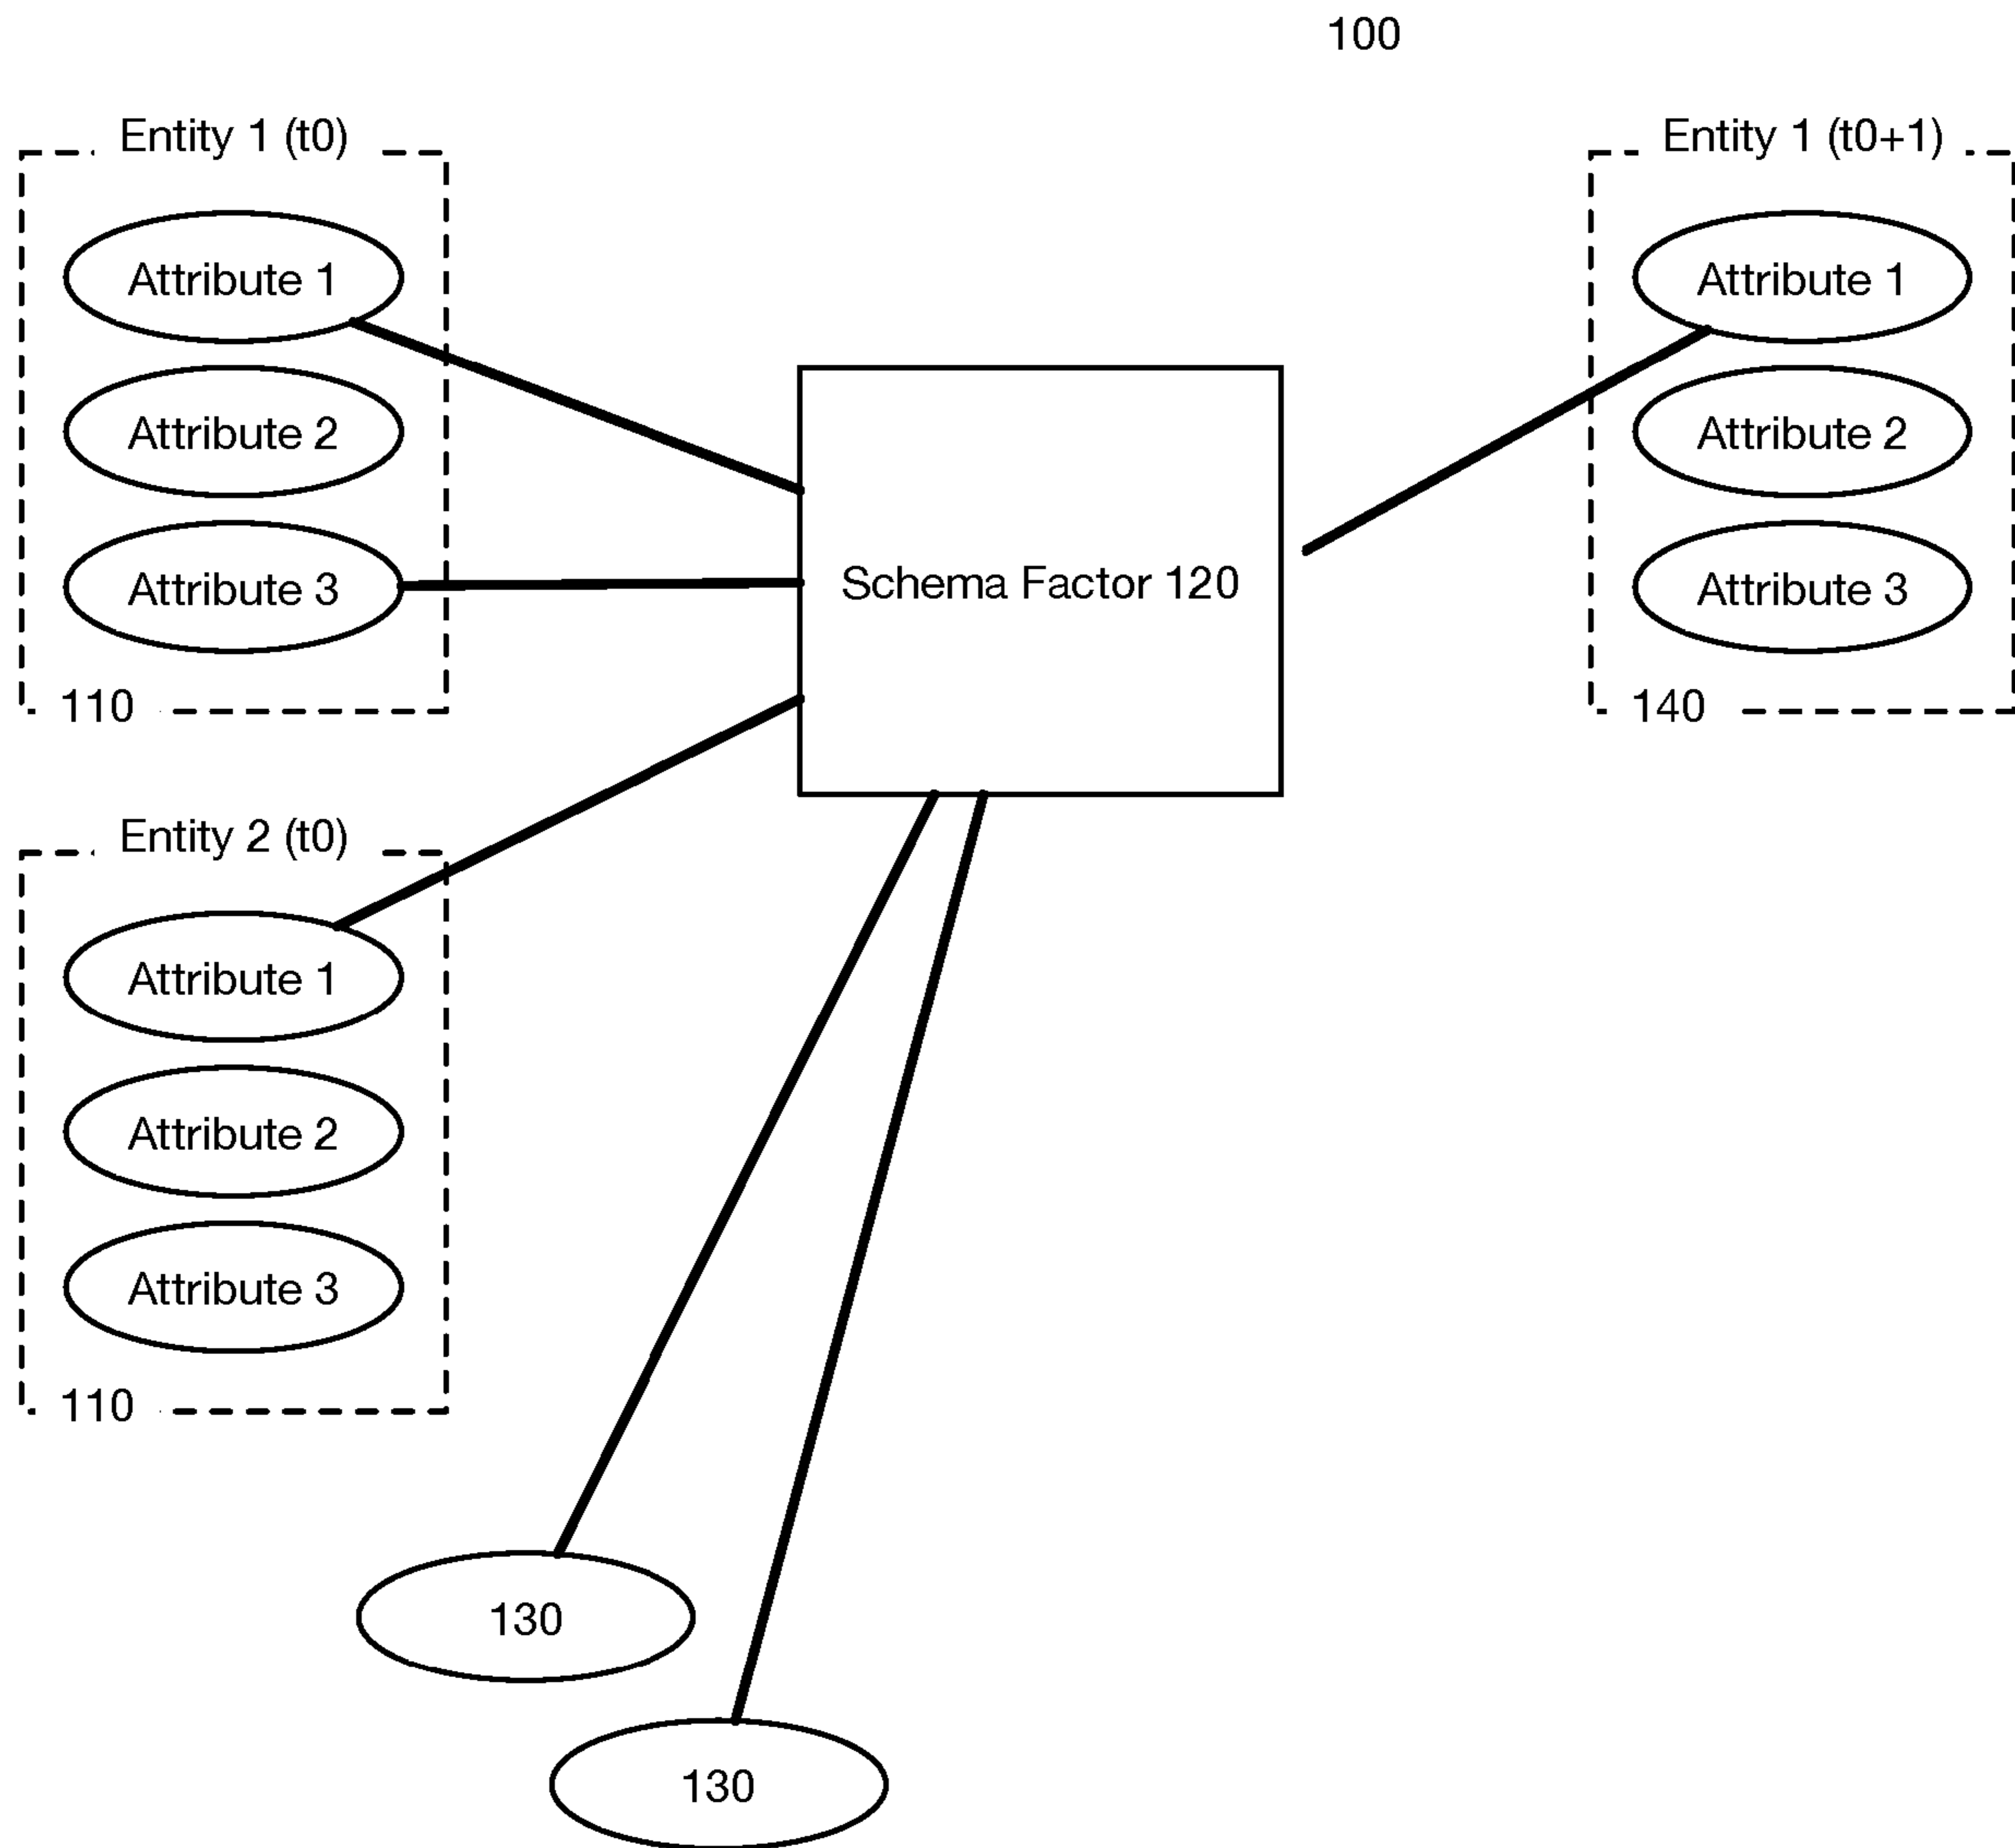 100
Entity 1 (t0)
Attribute 1
Attribute 2
Attribute 3
110
Entity 2 (t0)
Attribute 1
Attribute 2
Attribute 3
110
Schema Factor 120
130
130
Entity 1 (t0+1)
Attribute 1
Attribute 2
Attribute 3
140